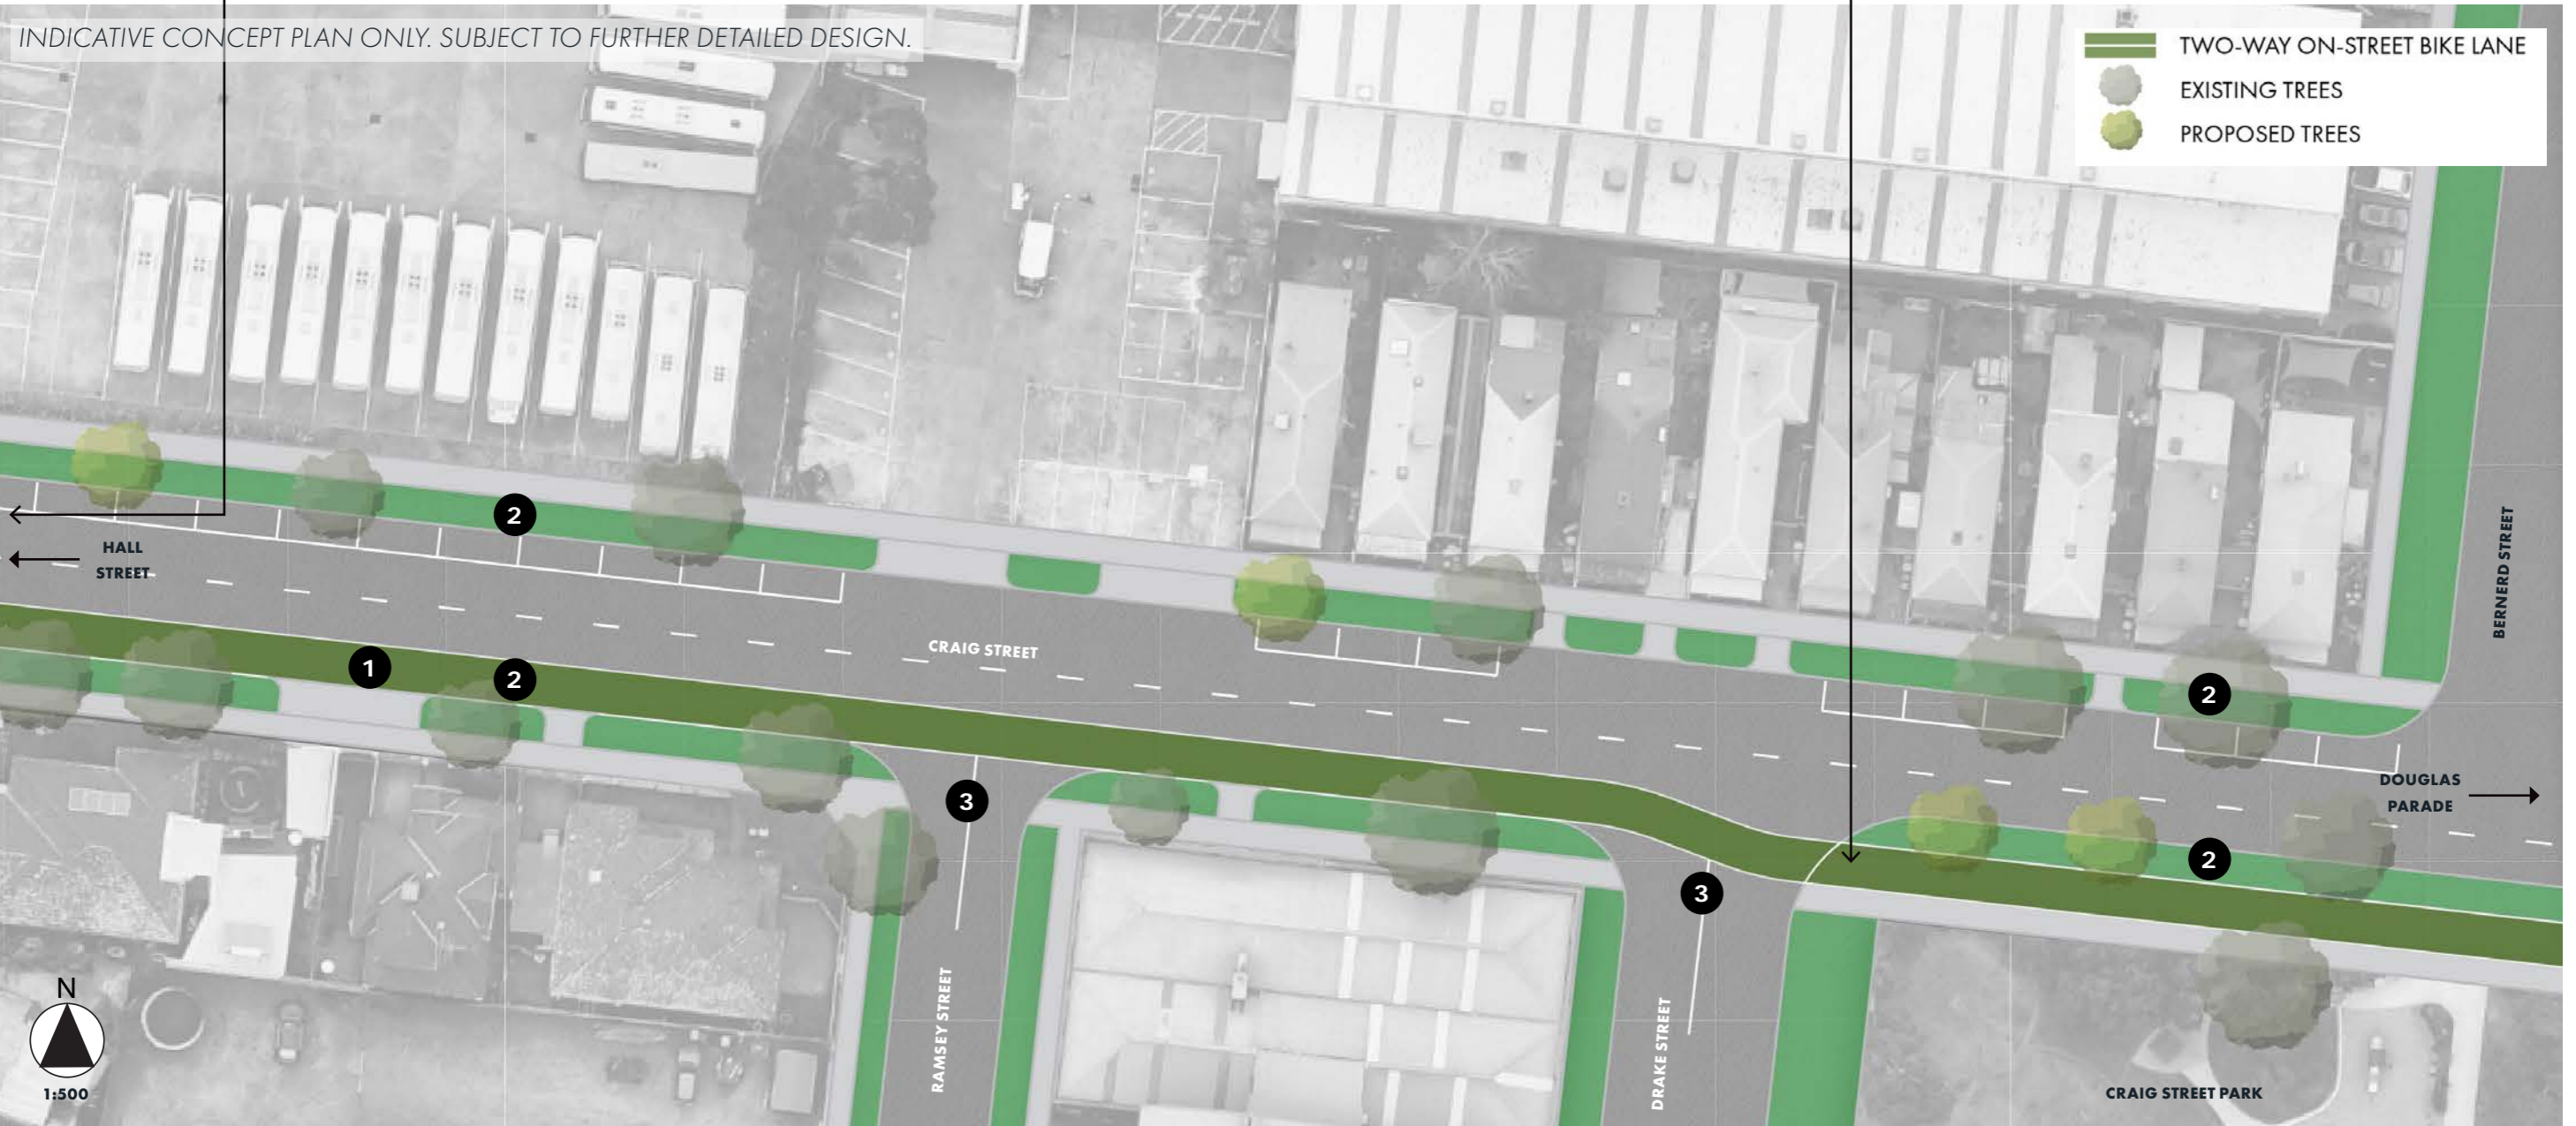 INDICATIVE CONCEPT PLAN ONLY. SUBJECT TO FURTHER DETAILED DESIGN.
TWO-WAY ON-STREET BIKE LANE
EXISTING TREES
PROPOSED TREES
2
HALL
STREET
BERNERD STREET
CRAIG STREET
1
2
2
DOUGLAS
PARADE
3
2
3
N
1:500
RAMSEY STREET
DRAKE STREET
CRAIG STREET PARK